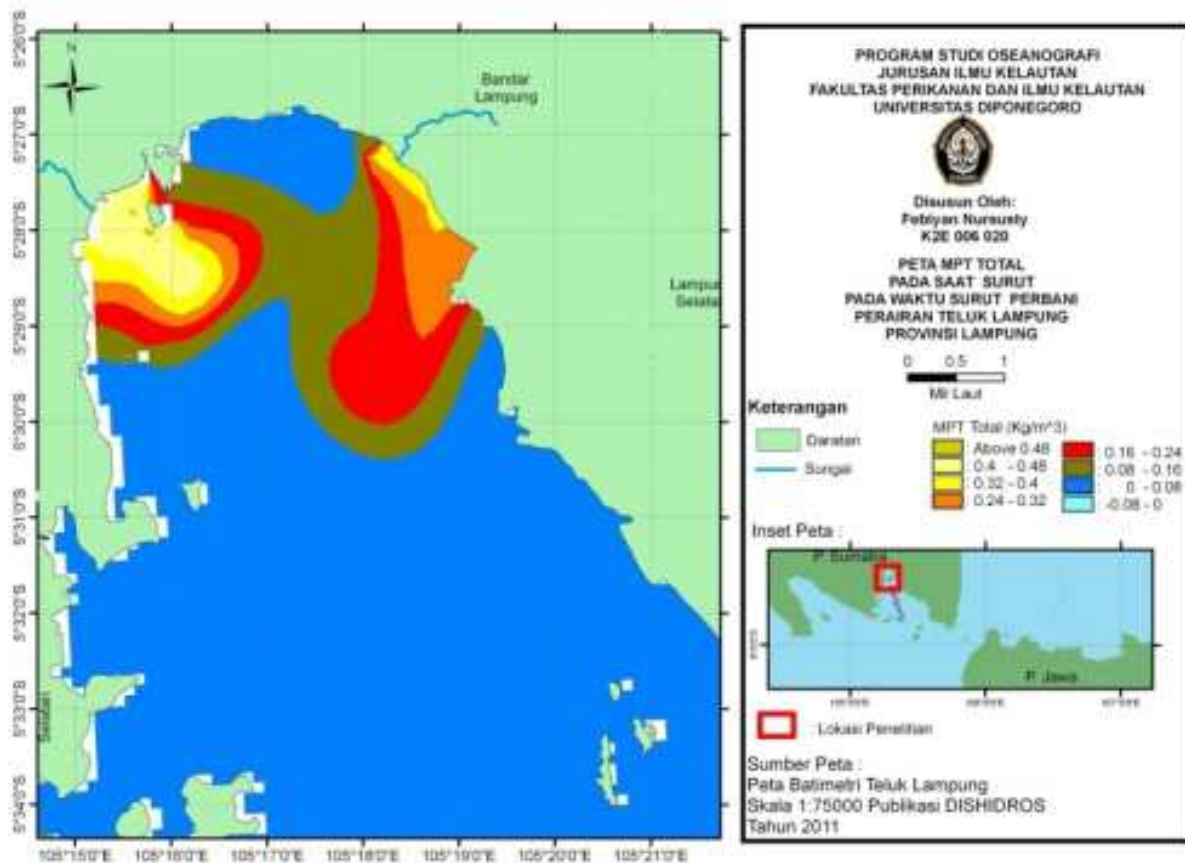 5°26'0"S
5°27'0"S
5°28'0"S
5°29'0"S
5°30'0"S
5°31'0"S
5°32'0"S
5°33'0"S
5°34'0"S
N
Bandar
Lampung
Selatan
105°15'0"E
105°16'0"E
105°17'0"E
105°18'0"E
105°19'0"E
105°20'0"E
105°21'0"E
PROGRAM STUDI OSEANOGRAFI
JURUSAN ILMU KELAUTAN
FAKULTAS PERIKANAN DAN ILMU KELAUTAN
UNIVERSITAS DIPONEGORO
Disusun Oleh:
Febiyan Nursusty
K2E 006 020
PETA MPT TOTAL
PADA SAAT SURUT
PADA WAKTU SURUT PERBANI
PERAIRAN TELUK LAMPUNG
PROVINSI LAMPUNG
0 0.5 1
Mil Laut
Keterangan
Daratan
Sungai
MPT Total (Kg/m^3)
Above 0.48
0.4 - 0.48
0.32 - 0.4
0.24 - 0.32
0.16 - 0.24
0.08 - 0.16
0 - 0.08
-0.08 - 0
Inset Peta :
P. Sumatra
P. Jawa
Lokasi Penelitian
Sumber Peta :
Peta Batimetri Teluk Lampung
Skala 1:75000 Publikasi DISHIDROS
Tahun 2011